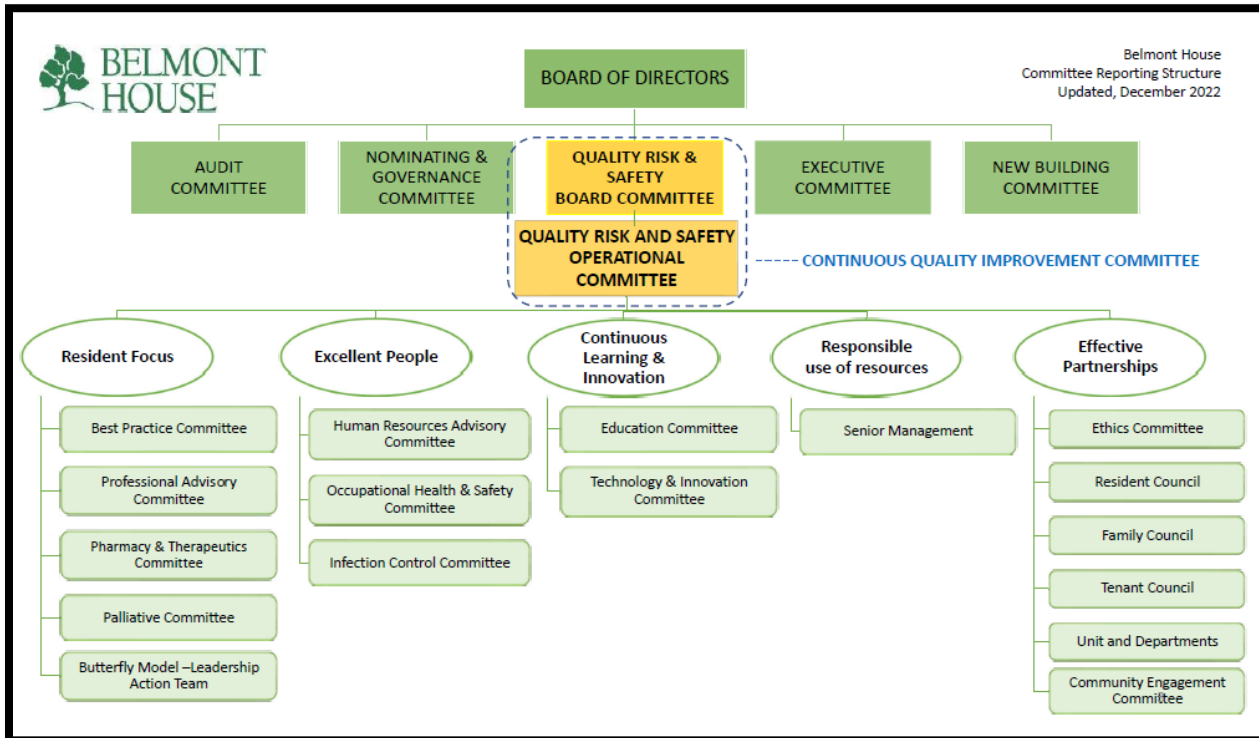 BELMONT
HOUSE
BOARD OF DIRECTORS
Belmont House
Committee Reporting Structure
Updated, December 2022
AUDIT
COMMITTEE
NOMINATING &
GOVERNANCE
COMMITTEE
QUALITY RISK &
SAFETY
BOARD COMMITTEE
EXECUTIVE
COMMITTEE
NEW BUILDING
COMMITTEE
QUALITY RISK AND SAFETY
OPERATIONAL
COMMITTEE
CONTINUOUS QUALITY IMPROVEMENT COMMITTEE
Resident Focus
Best Practice Committee
Professional Advisory
Committee
Pharmacy & Therapeutics
Committee
Palliative Committee
Butterfly Model –Leadership
Action Team
Excellent People
Human Resources Advisory
Committee
Occupational Health & Safety
Committee
Infection Control Committee
Continuous
Learning &
Innovation
Education Committee
Technology & Innovation
Committee
Responsible
use of resources
Senior Management
Effective
Partnerships
Ethics Committee
Resident Council
Family Council
Tenant Council
Unit and Departments
Community Engagement
Committee